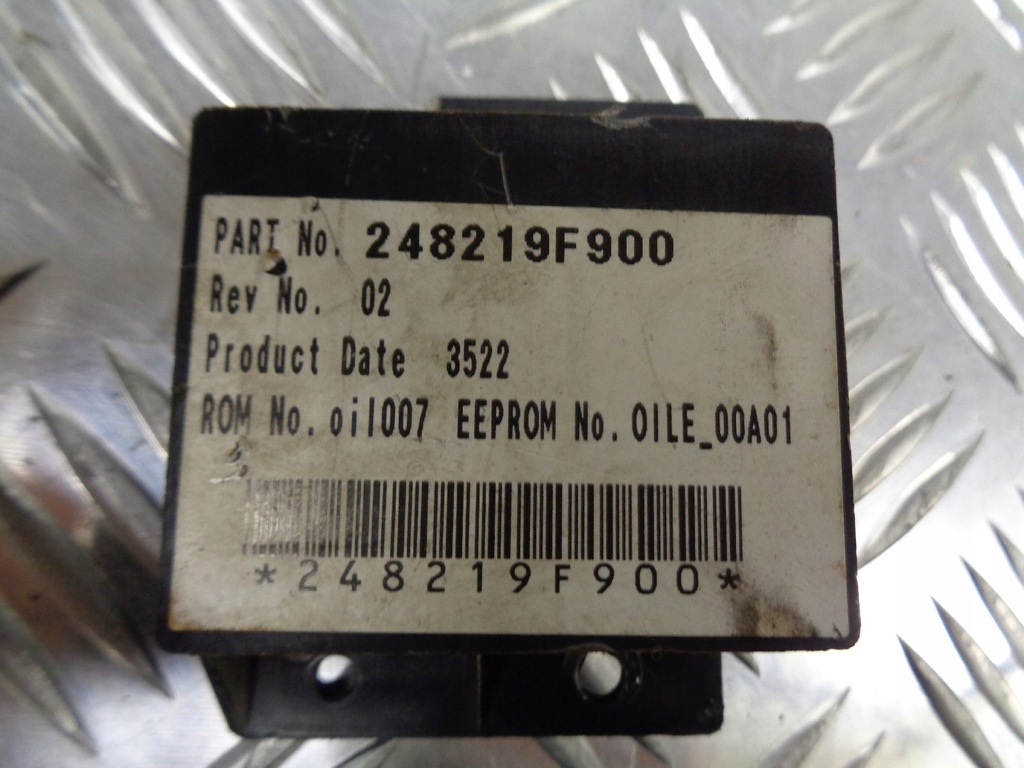 PART No. 248219F900
Rev No. 02
Product Date 3522
ROM No. oil007 EEPROM No. OILE_00A01
*248219F900*